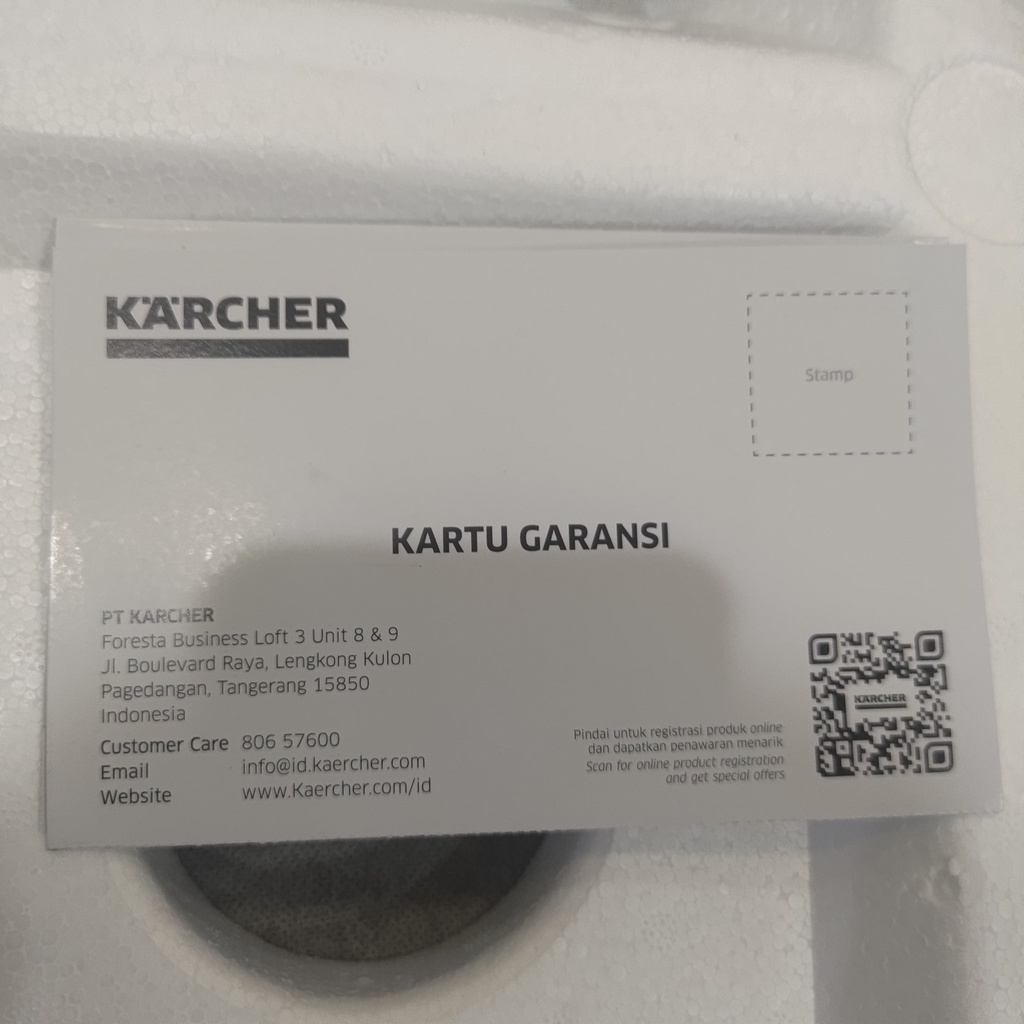 KÄRCHER
Stamp
KARTU GARANSI
PT KARCHER
Foresta Business Loft 3 Unit 8 & 9
Jl. Boulevard Raya, Lengkong Kulon
Pagedangan, Tangerang 15850
Indonesia
Customer Care 806 57600
Email info@id.kaercher.com
Website www.Kaercher.com/id
Pindai untuk registrasi produk online
dan dapatkan penawaran menarik
Scan for online product registration
and get special offers
KÄRCHER